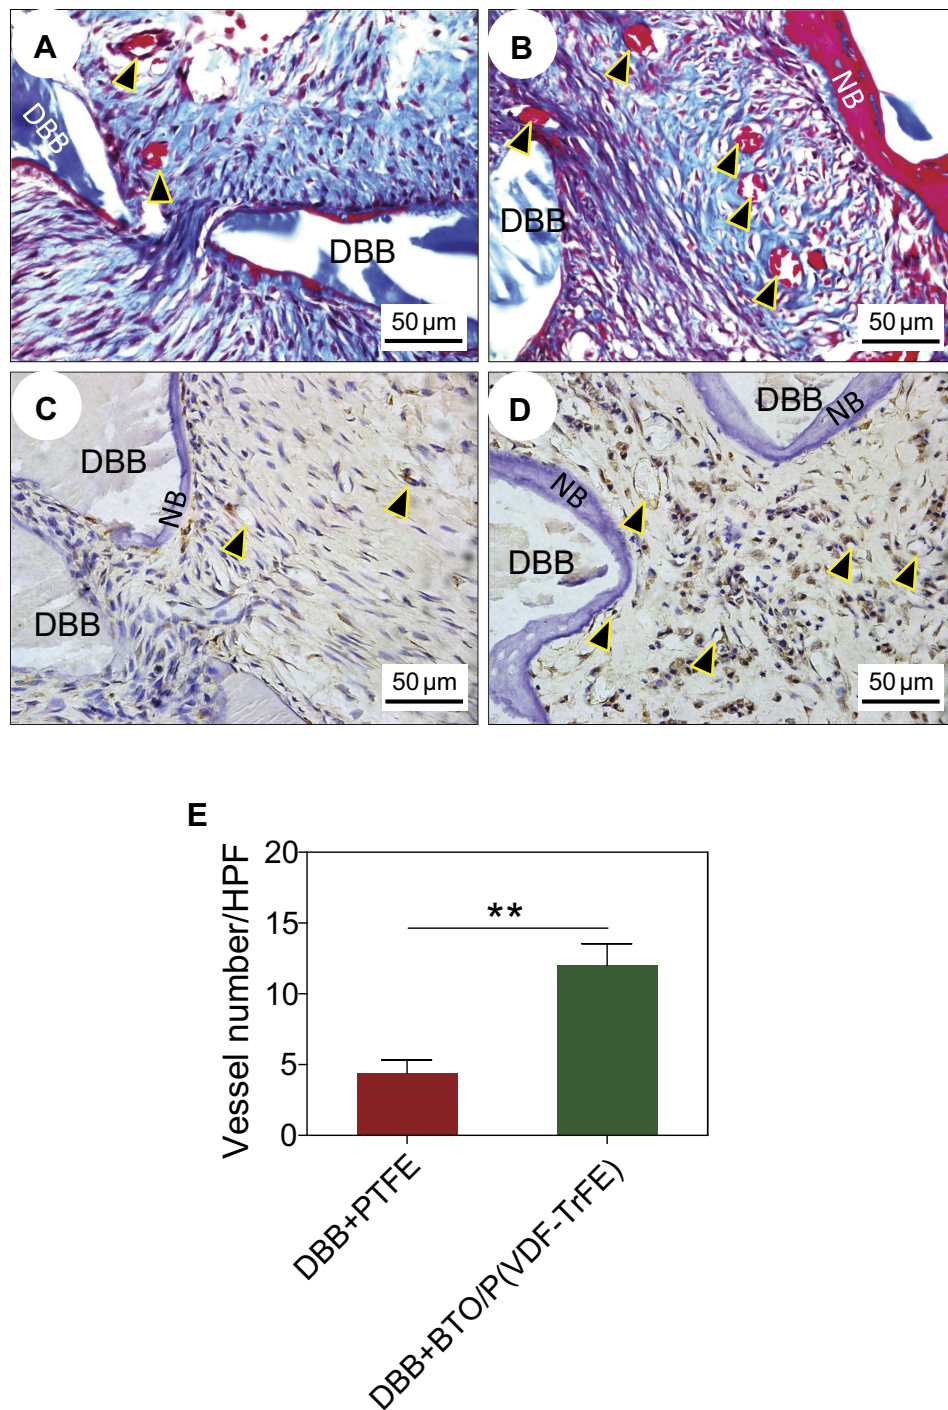 A
DBB
DBB
50 µm
B
NB
DBB
50 µm
C
DBB
NB
DBB
50 µm
D
DBB
NB
NB
DBB
50 µm
E
Vessel number/HPF
20
15
10
5
0
**
DBB+PTFE
DBB+BTO/P(VDF-TrFE)